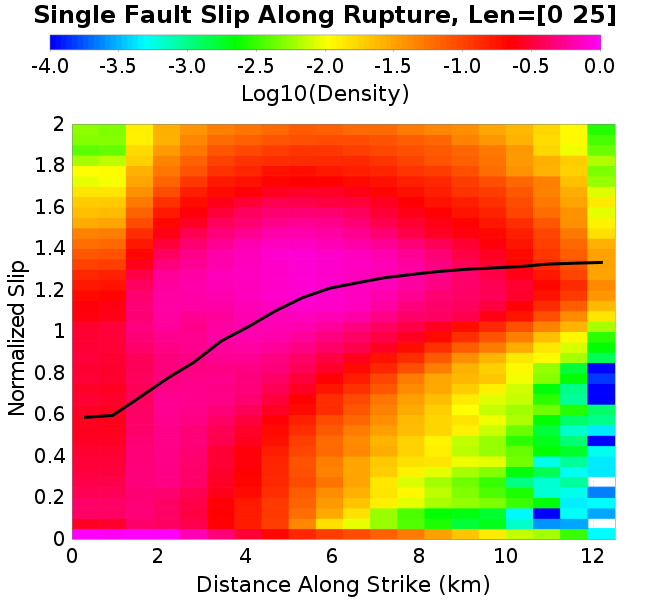 Single Fault Slip Along Rupture, Len=[0 25]
-4.0 -3.5 -3.0 -2.5 -2.0 -1.5 -1.0 -0.5 0.0
Log10(Density)
2
1.8
1.6
1.4
1.2
1
0.8
0.6
0.4
0.2
0
Normalized Slip
0 2 4 6 8 10 12
Distance Along Strike (km)